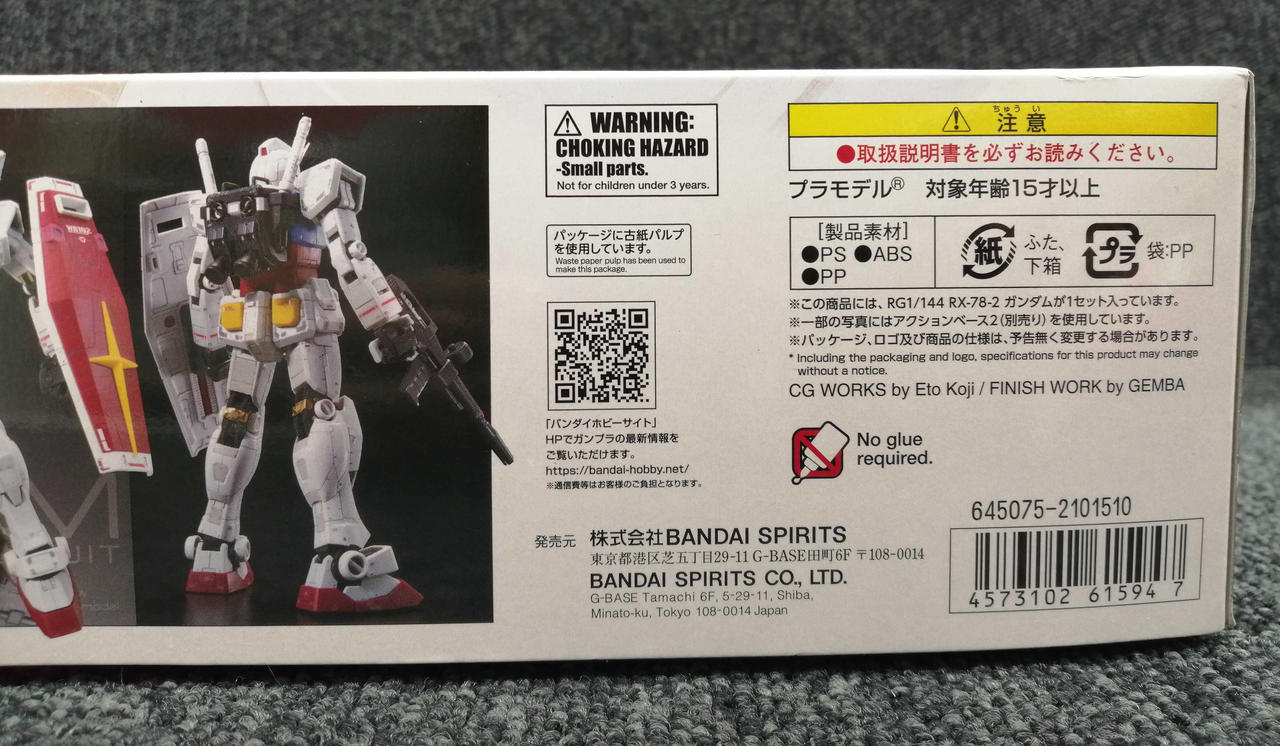 WARNING:
CHOKING HAZARD
-Small parts.
Not for children under 3 years.
パッケージに古紙パルプ
を使用しています。
Waste paper pulp has been used to
make this package.
「バンダイホビーサイト」
HPでガンプラの最新情報を
ご覧いただけます。
https://bandai-hobby.net/
※通信費等はお客様のご負担となります。
ちゅうい
注意
●取扱説明書を必ずお読みください。
プラモデル® 対象年齢15才以上
[製品素材]
●PS ●ABS
●PP
紙 ふた、
下箱
プラ 袋:PP
※この商品には、RG1/144 RX-78-2 ガンダムが1セット入っています。
※一部の写真にはアクションベース2(別売り)を使用しています。
※パッケージ、ロゴ及び商品の仕様は、予告無く変更する場合があります。
* Including the packaging and logo, specifications for this product may change
without a notice.
CG WORKS by Eto Koji / FINISH WORK by GEMBA
No glue
required.
発売元 株式会社BANDAI SPIRITS
東京都港区芝五丁目29-11 G-BASE田町6F 〒108-0014
BANDAI SPIRITS CO., LTD.
G-BASE Tamachi 6F, 5-29-11, Shiba,
Minato-ku, Tokyo 108-0014 Japan
645075-2101510
4573102 61594 7
M
UIT
model